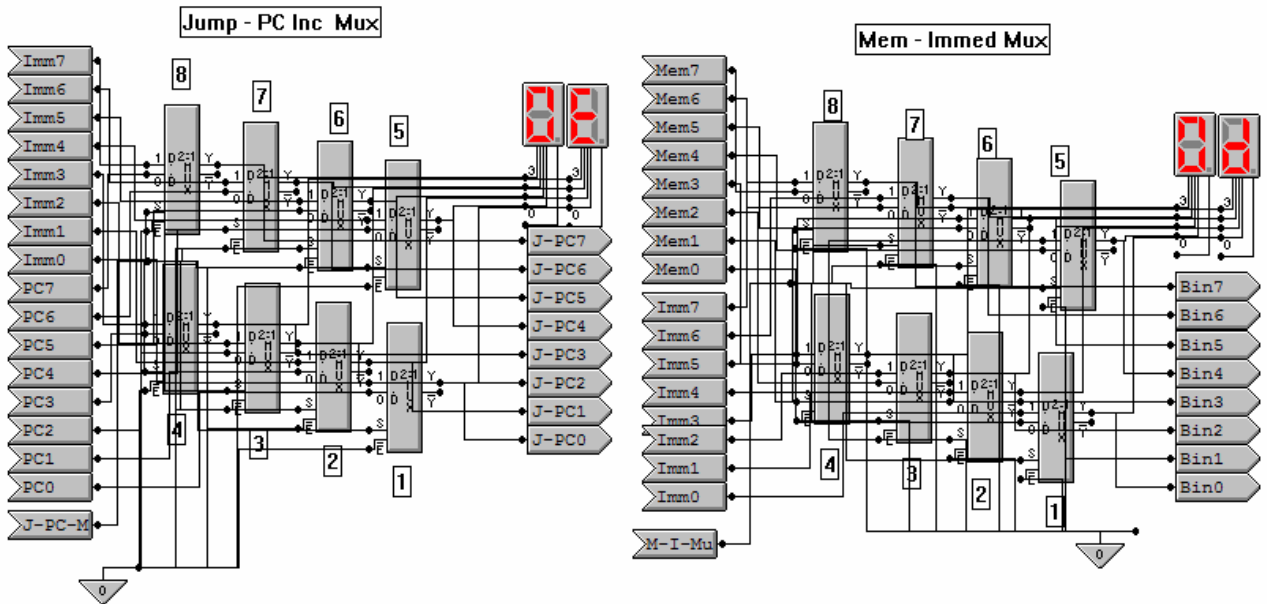 Jump - PC Inc Mux
Imm7
Imm6
Imm5
Imm4
Imm3
Imm2
Imm1
Imm0
PC7
PC6
PC5
PC4
PC3
PC2
PC1
PC0
J-PC-M
8
7
6
5
4
3
2
1
J-PC7
J-PC6
J-PC5
J-PC4
J-PC3
J-PC2
J-PC1
J-PC0
0
Mem - Immed Mux
Mem7
Mem6
Mem5
Mem4
Mem3
Mem2
Mem1
Mem0
Imm7
Imm6
Imm5
Imm4
Imm3
Imm2
Imm1
Imm0
M-I-Mu
8
7
6
5
4
3
2
1
Bin7
Bin6
Bin5
Bin4
Bin3
Bin2
Bin1
Bin0
0